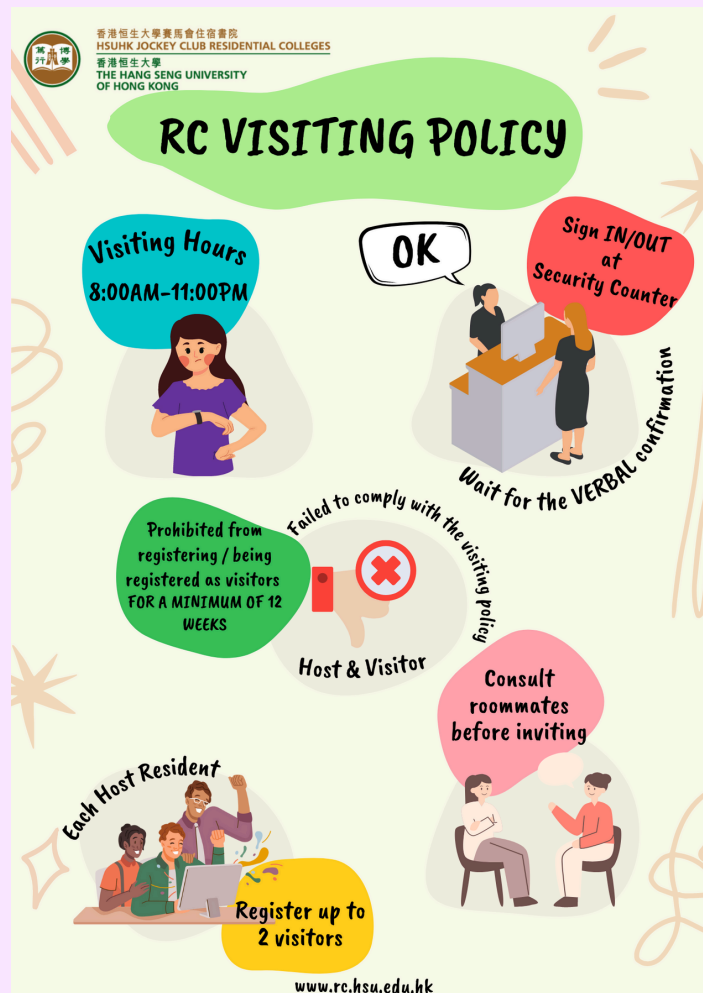 香港恒生大學賽馬會住宿書院
HSUHK JOCKEY CLUB RESIDENTIAL COLLEGES
香港恒生大學
THE HANG SENG UNIVERSITY
OF HONG KONG
博學
篤行
RC VISITING POLICY
Visiting Hours
8:00AM-11:00PM
OK
Sign IN/OUT
at
Security Counter
Wait for the VERBAL confirmation
Prohibited from
registering / being
registered as visitors
FOR A MINIMUM OF 12
WEEKS
Failed to comply with the visiting policy
Host & Visitor
Consult
roommates
before inviting
Each Host Resident
Register up to
2 visitors
www.rc.hsu.edu.hk